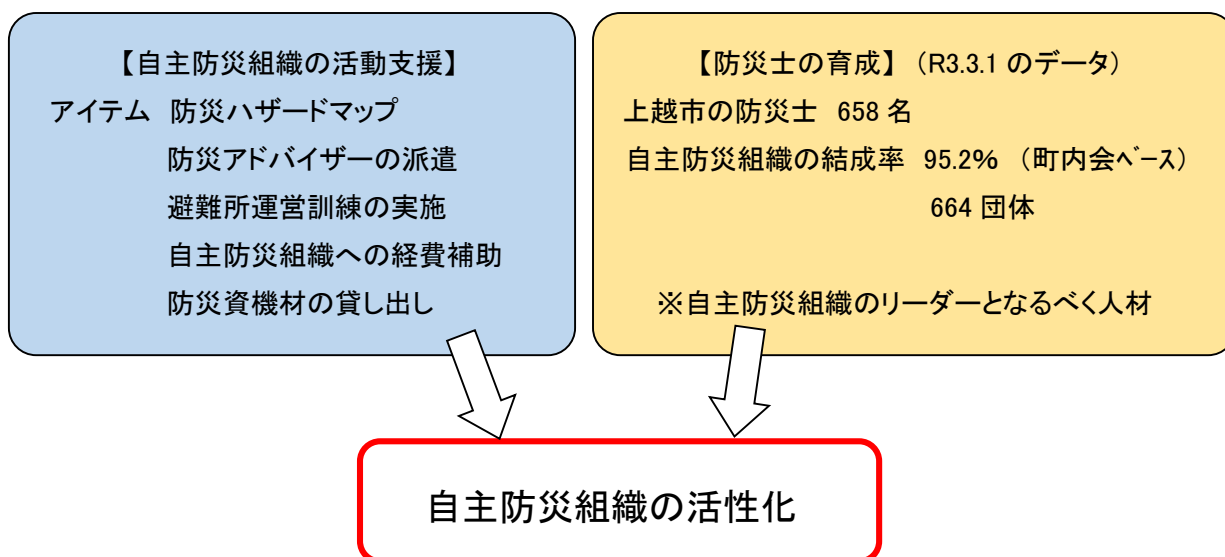 【自主防災組織の活動支援】
アイテム 防災ハザードマップ
防災アドバイザーの派遣
避難所運営訓練の実施
自主防災組織への経費補助
防災資機材の貸し出し
【防災士の育成】（R3.3.1 のデータ）
上越市の防災士 658 名
自主防災組織の結成率 95.2% （町内会ﾍﾞｰｽ）
664 団体
※自主防災組織のリーダーとなるべく人材
自主防災組織の活性化